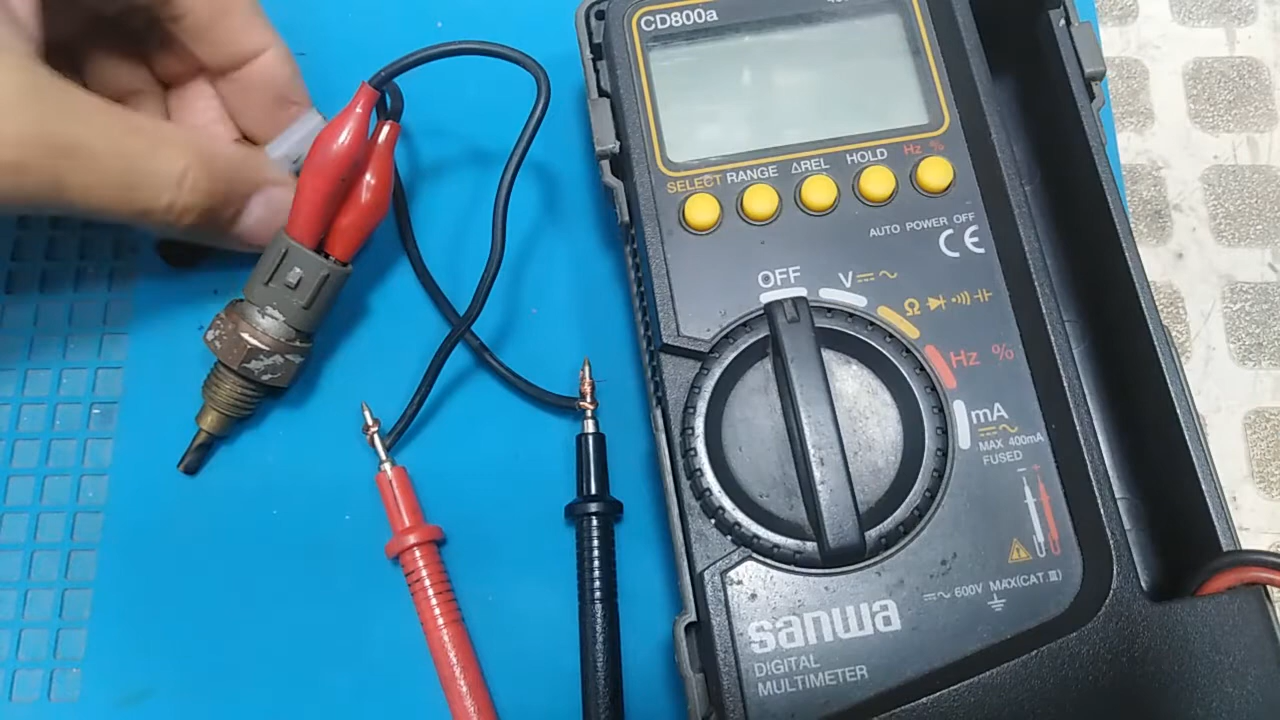 CD800a
SELECT RANGE ΔREL HOLD Hz %
AUTO POWER OFF
CE
OFF V
Ω
Hz %
mA
MAX 400mA
FUSED
600V MAX(CAT.III)
sanwa
DIGITAL
MULTIMETER